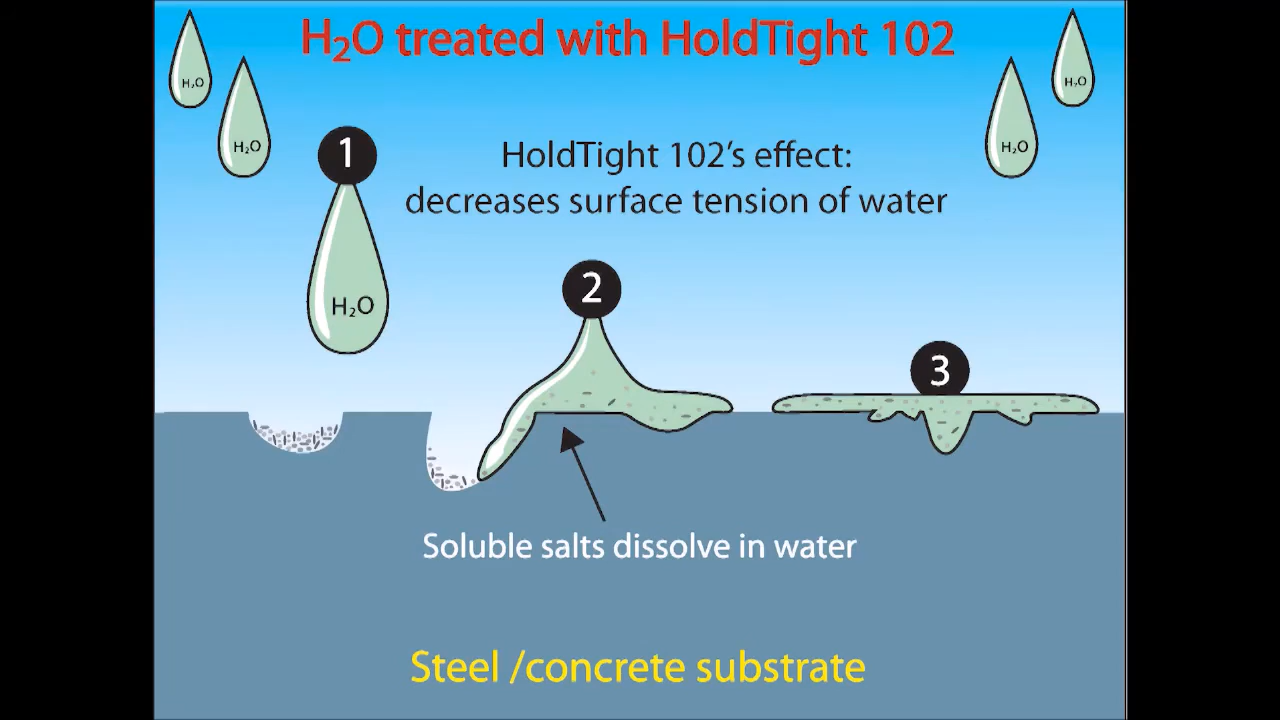 H₂O treated with HoldTight 102
H₂O
H₂O
H₂O
H₂O
1
HoldTight 102’s effect:
decreases surface tension of water
H₂O
2
3
Soluble salts dissolve in water
Steel /concrete substrate